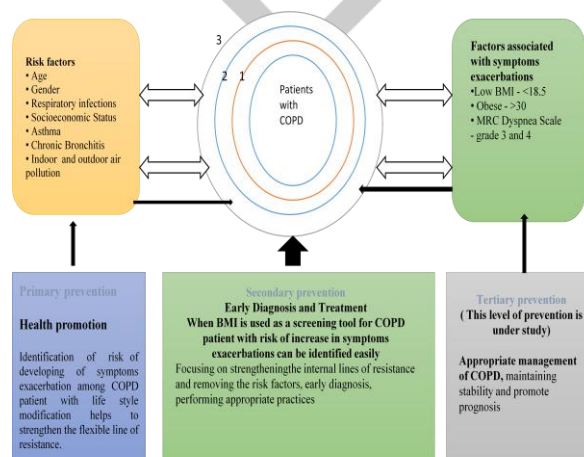 Risk factors
• Age
• Gender
• Respiratory infections
• Socioeconomic Status
• Asthma
• Chronic Bronchitis
• Indoor and outdoor air
pollution
3
2
1
Patients
with
COPD
Factors associated
with symptoms
exacerbations
•Low BMI - <18.5
• Obese - >30
• MRC Dyspnea Scale
- grade 3 and 4
Primary prevention
Health promotion
Identification of risk of
developing of symptoms
exacerbation among COPD
patient with life style
modification helps to
strengthen the flexible line of
resistance.
Secondary prevention
Early Diagnosis and Treatment
When BMI is used as a screening tool for COPD
patient with risk of increase in symptoms
exacerbations can be identified easily
Focusing on strengtheningthe internal lines of resistance
and removing the risk factors, early diagnosis,
performing appropriate practices
Tertiary prevention
( This level of prevention is
under study)
Appropriate management
of COPD, maintaining
stability and promote
prognosis